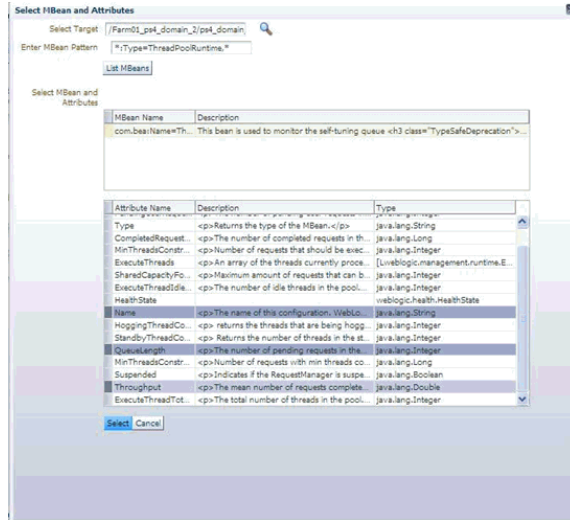 Select MBean and Attributes
Select Target /Farm01_ps4_domain_2/ps4_domain
Enter MBean Pattern *:Type=ThreadPoolRuntime,*
List MBeans
Select MBean and
Attributes
MBean Name Description
com.bea:Name=Th... This bean is used to monitor the self-tuning queue <h3 class="TypeSafeDeprecation">...
Attribute Name Description Type
Type <p>Returns the type of the MBean.</p> java.lang.String
CompletedRequest... <p>The number of completed requests in th... java.lang.Long
MinThreadsConstr... <p>Number of requests that should be exec... java.lang.Integer
ExecuteThreads <p>An array of the threads currently proce... [Lweblogic.management.runtime.E...
SharedCapacityFo... <p>Maximum amount of requests that can b... java.lang.Integer
ExecuteThreadIdle... <p>The number of idle threads in the pool.... java.lang.Integer
HealthState weblogic.health.HealthState
Name <p>The name of this configuration. WebLo... java.lang.String
HoggingThreadCo... <p> returns the threads that are being hogg... java.lang.Integer
StandbyThreadCo... <p> Returns the number of threads in the st... java.lang.Integer
QueueLength <p>The number of pending requests in the... java.lang.Integer
MinThreadsConstr... <p>Number of requests with min threads co... java.lang.Long
Suspended <p>Indicates if the RequestManager is suspe... java.lang.Boolean
Throughput <p>The mean number of requests complete... java.lang.Double
ExecuteThreadTot... <p>The total number of threads in the pool.... java.lang.Integer
Select Cancel